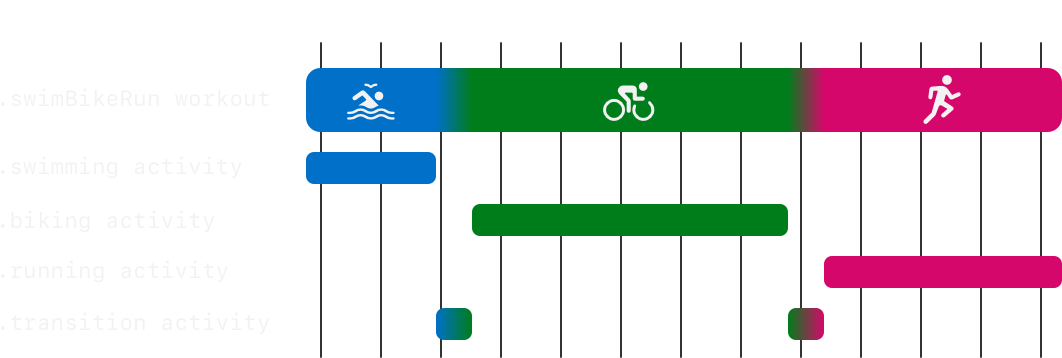 .swimBikeRun workout
.swimming activity
.biking activity
.running activity
.transition activity